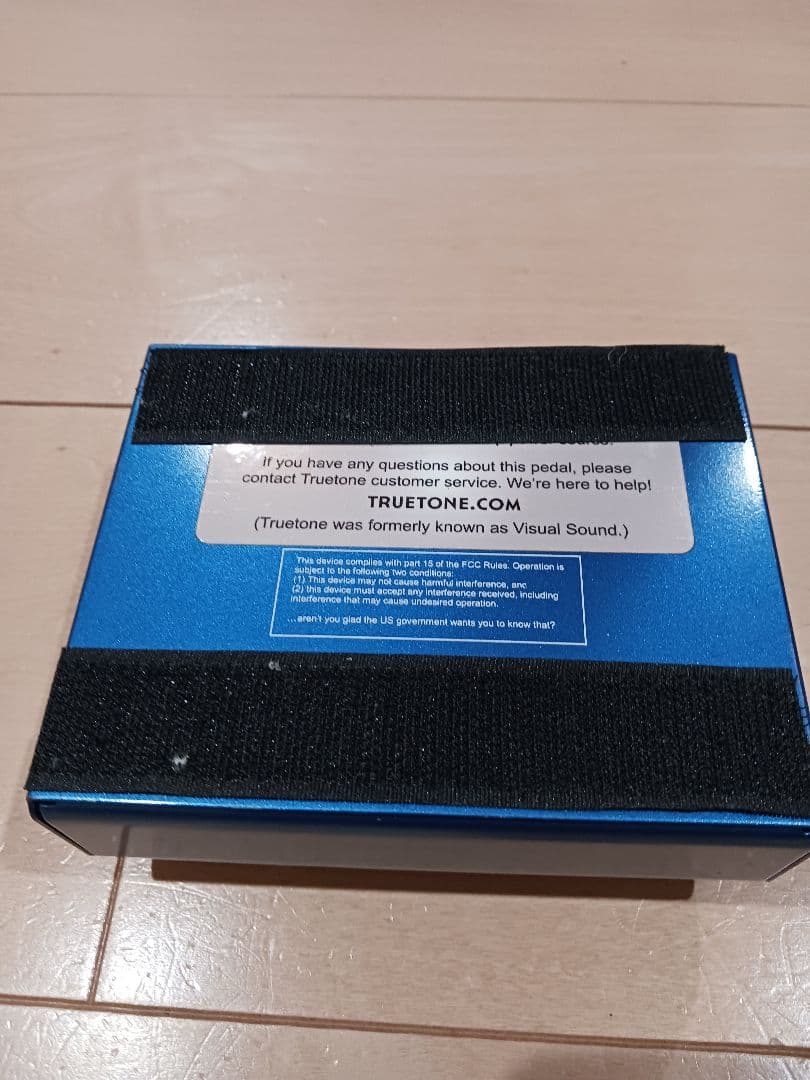 If you have any questions about this pedal, please
contact Truetone customer service. We're here to help!
TRUETONE.COM
(Truetone was formerly known as Visual Sound.)
This device complies with part 15 of the FCC Rules. Operation is
subject to the following two conditions:
(1) This device may not cause harmful interference, and
(2) this device must accept any interference received, including
interference that may cause undesired operation.
...aren't you glad the US government wants you to know that?